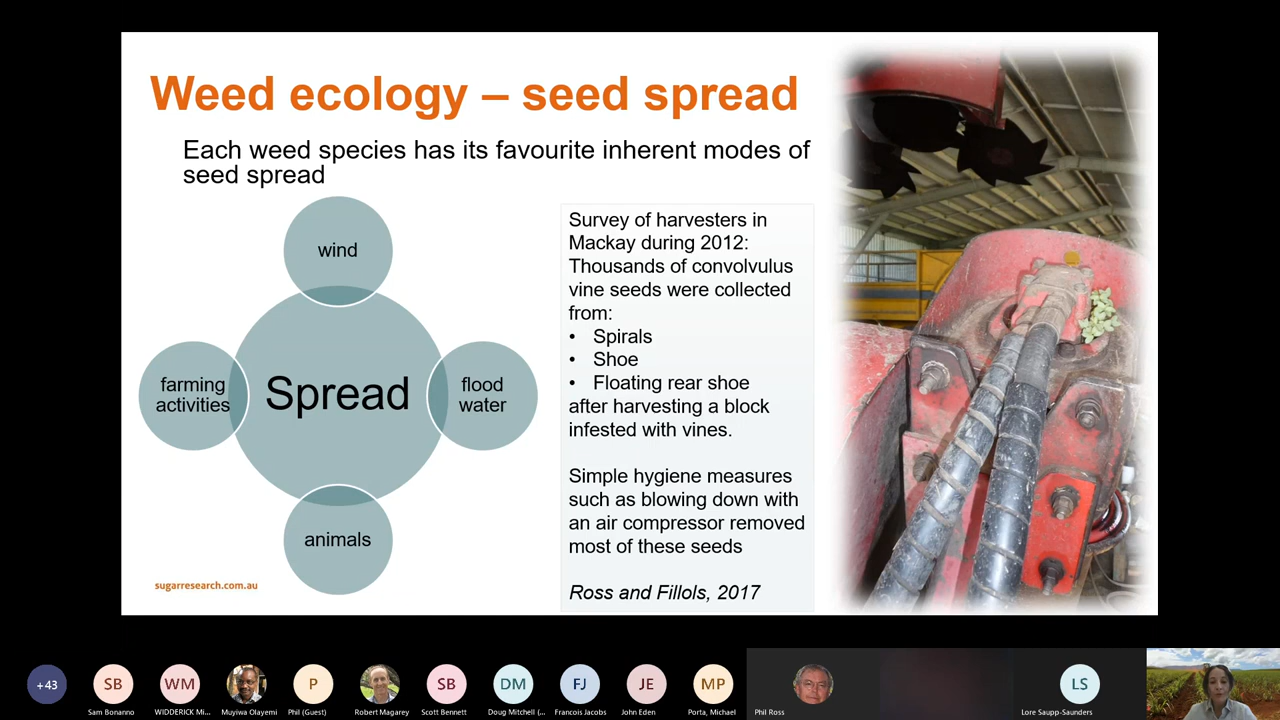 Weed ecology – seed spread
Each weed species has its favourite inherent modes of
seed spread
wind
farming
activities
Spread
flood
water
animals
Survey of harvesters in
Mackay during 2012:
Thousands of convolvulus
vine seeds were collected
from:
• Spirals
• Shoe
• Floating rear shoe
after harvesting a block
infested with vines.
Simple hygiene measures
such as blowing down with
an air compressor removed
most of these seeds
Ross and Fillols, 2017
sugarresearch.com.au
+43
SB
WM
P
SB
DM
FJ
JE
MP
LS
Sam Bonanno
WIDDERICK Mi...
Muyiwa Olayemi
Phil (Guest)
Robert Magarey
Scott Bennett
Doug Mitchell (...
Francois Jacobs
John Eden
Porta, Michael
Phil Ross
Lore Saupp-Saunders